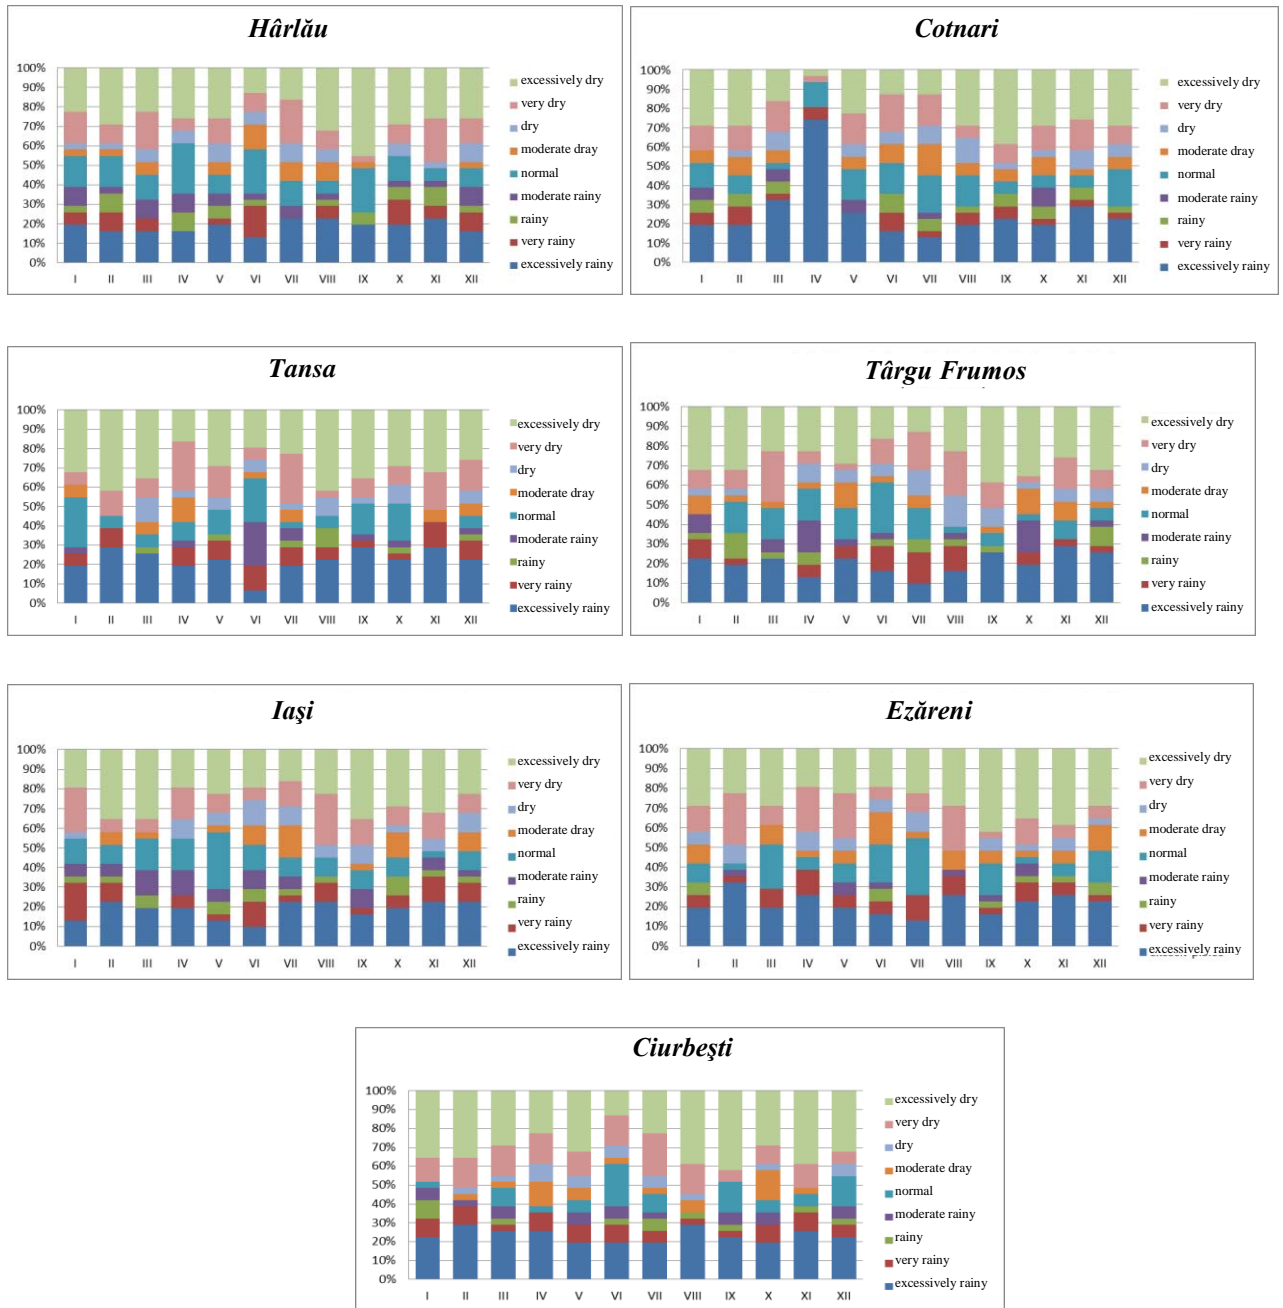 Hârlău
100%
90%
80%
70%
60%
50%
40%
30%
20%
10%
0%
I II III IV V VI VII VIII IX X XI XII
excessively dry
very dry
dry
moderate dray
normal
moderate rainy
rainy
very rainy
excessively rainy
Cotnari
100%
90%
80%
70%
60%
50%
40%
30%
20%
10%
0%
I II III IV V VI VII VIII IX X XI XII
excessively dry
very dry
dry
moderate dray
normal
moderate rainy
rainy
very rainy
excessively rainy
Tansa
100%
90%
80%
70%
60%
50%
40%
30%
20%
10%
0%
I II III IV V VI VII VIII IX X XI XII
excessively dry
very dry
dry
moderate dray
normal
moderate rainy
rainy
very rainy
excessively rainy
Târgu Frumos
100%
90%
80%
70%
60%
50%
40%
30%
20%
10%
0%
I II III IV V VI VII VIII IX X XI XII
excessively dry
very dry
dry
moderate dray
normal
moderate rainy
rainy
very rainy
excessively rainy
Iaşi
100%
90%
80%
70%
60%
50%
40%
30%
20%
10%
0%
I II III IV V VI VII VIII IX X XI XII
excessively dry
very dry
dry
moderate dray
normal
moderate rainy
rainy
very rainy
excessively rainy
Ezăreni
100%
90%
80%
70%
60%
50%
40%
30%
20%
10%
0%
I II III IV V VI VII VIII IX X XI XII
excessively dry
very dry
dry
moderate dray
normal
moderate rainy
rainy
very rainy
excessively rainy
Ciurbeşti
100%
90%
80%
70%
60%
50%
40%
30%
20%
10%
0%
I II III IV V VI VII VIII IX X XI XII
excessively dry
very dry
dry
moderate dray
normal
moderate rainy
rainy
very rainy
excessively rainy